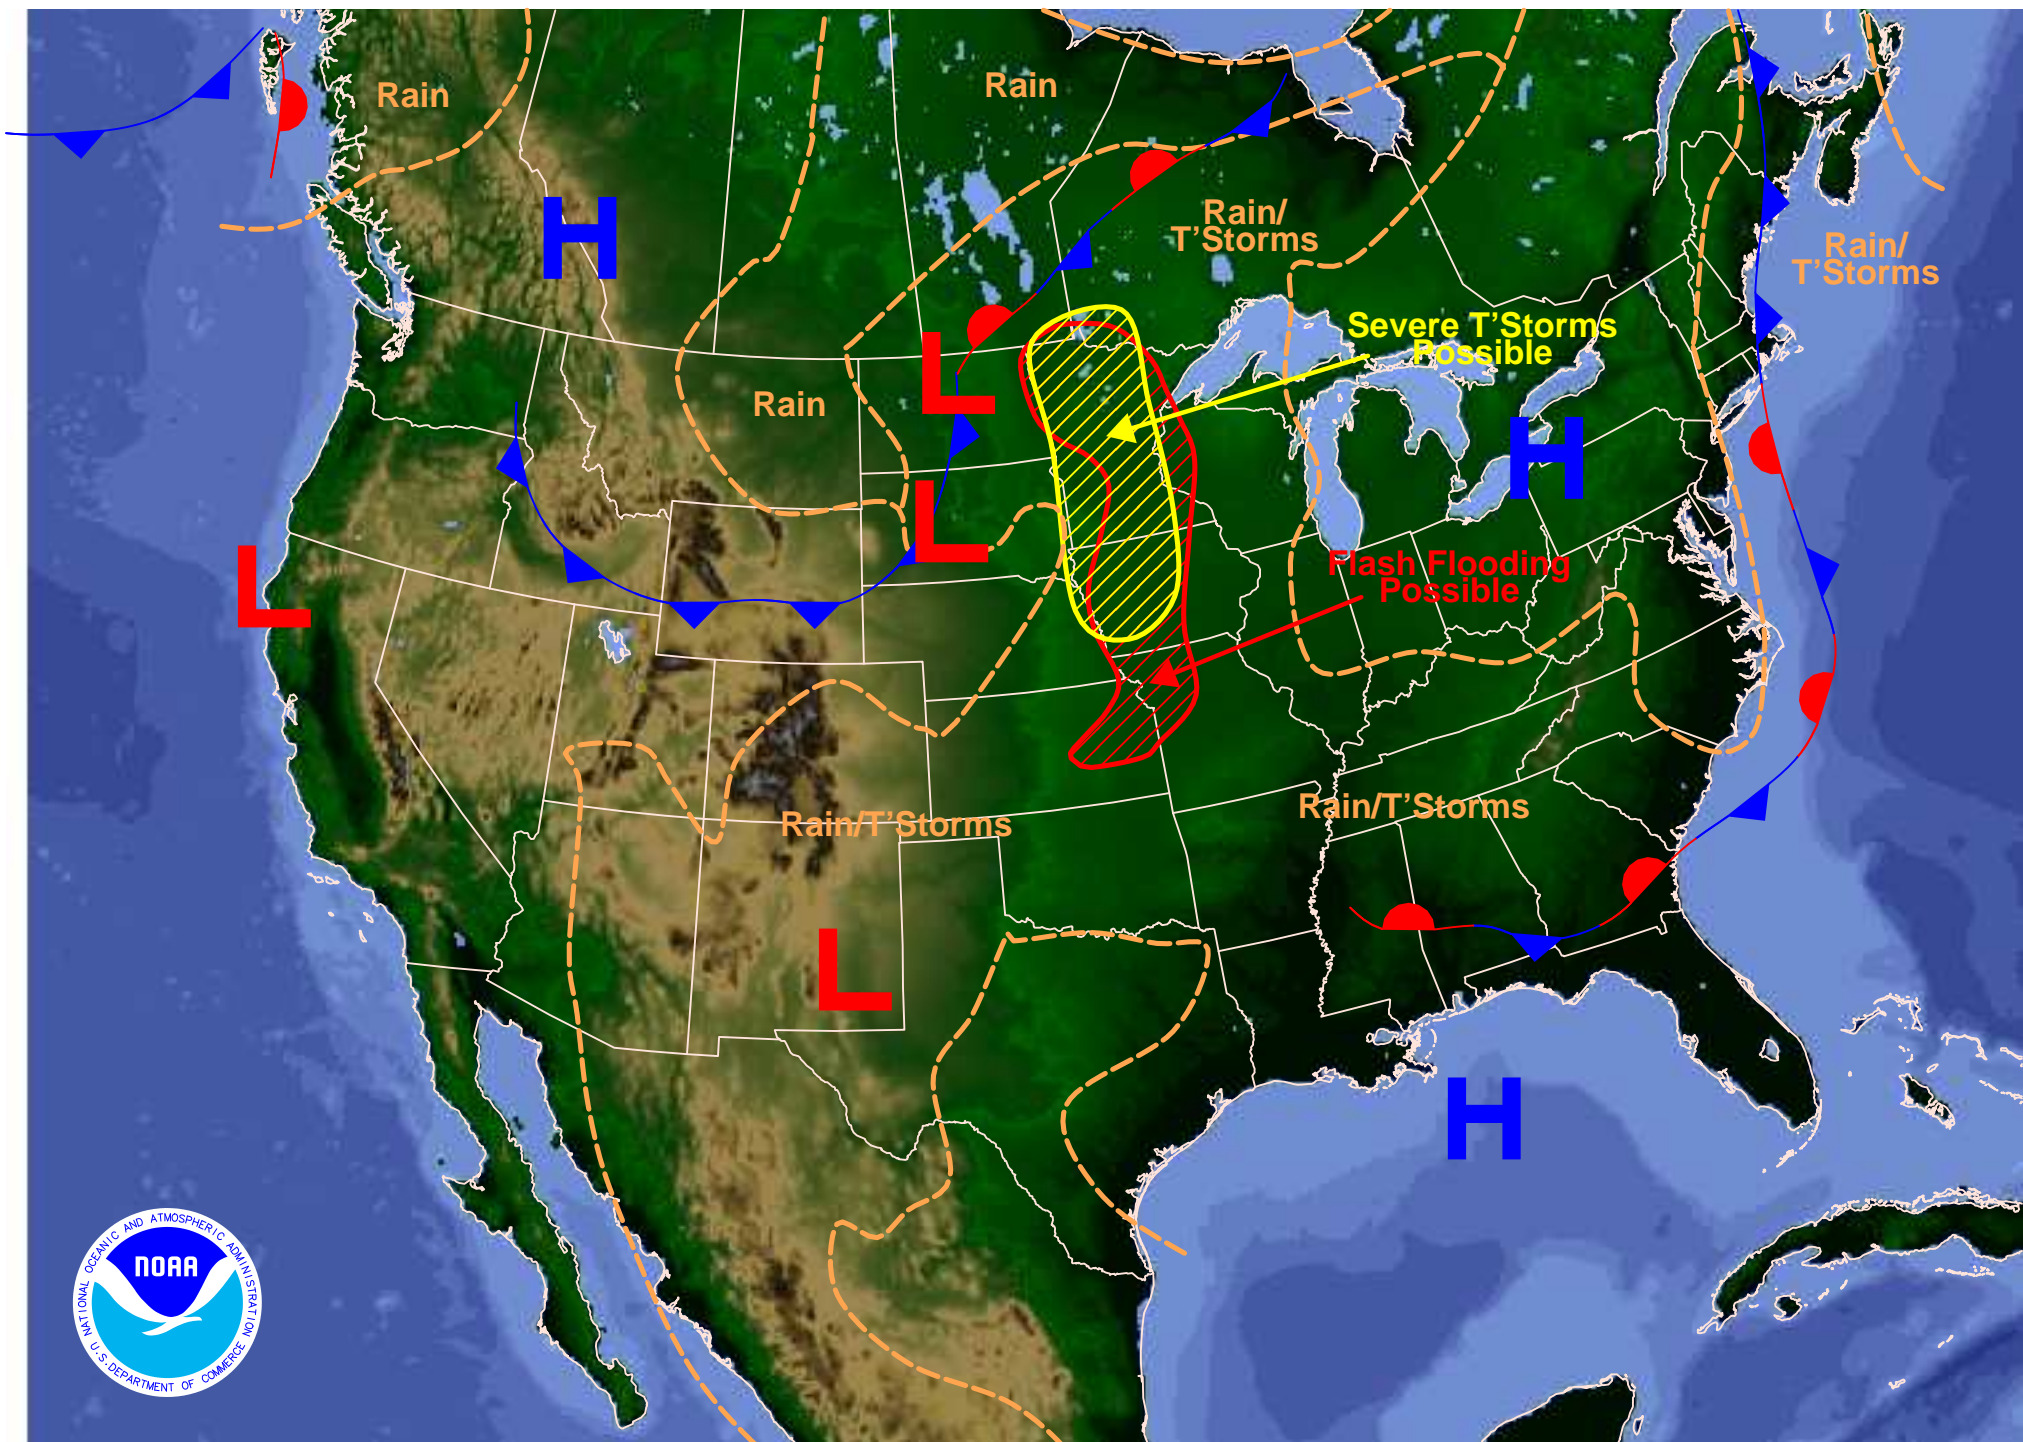 Rain
Rain
H
Rain/
T'Storms
Rain/
T'Storms
Severe T'Storms
Possible
L
Rain
H
L
L
Flash Flooding
Possible
Rain/T'Storms
Rain/T'Storms
L
H
NATIONAL OCEANIC AND ATMOSPHERIC ADMINISTRATION
NOAA
U.S. DEPARTMENT OF COMMERCE